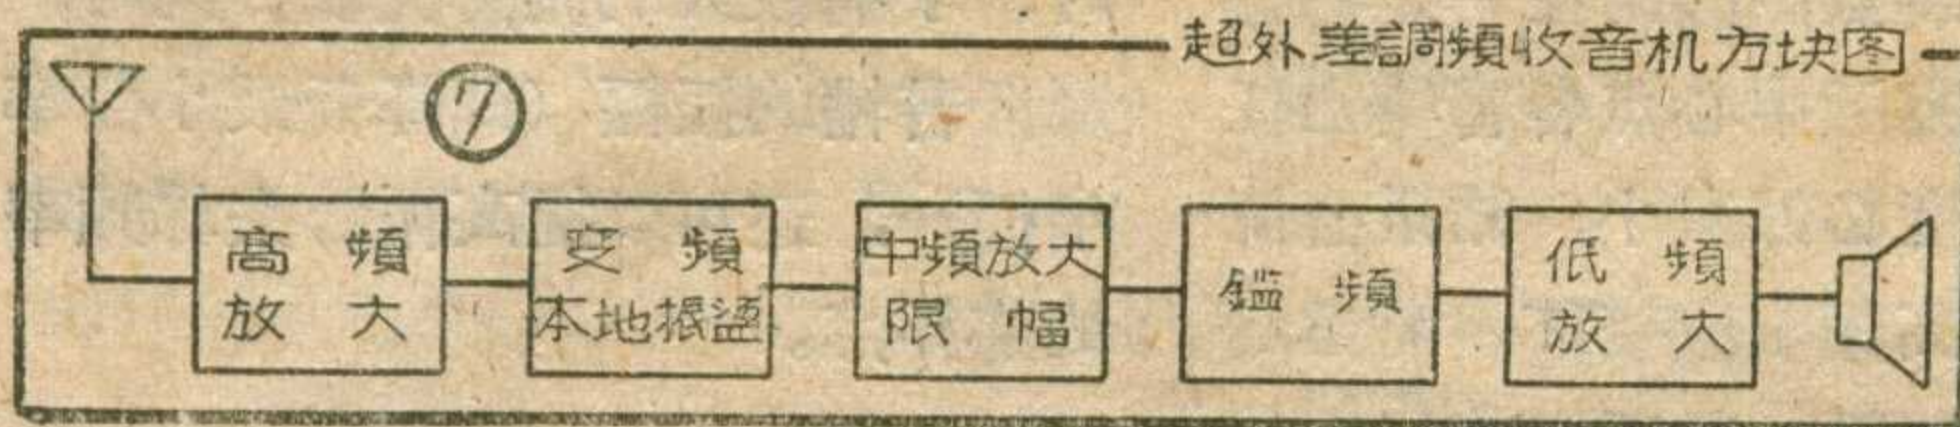 超外差調頻收音机方块图
⑦
高 頻
放 大
变 頻
本地振盪
中頻放大
限 幅
鑑 頻
低 頻
放 大